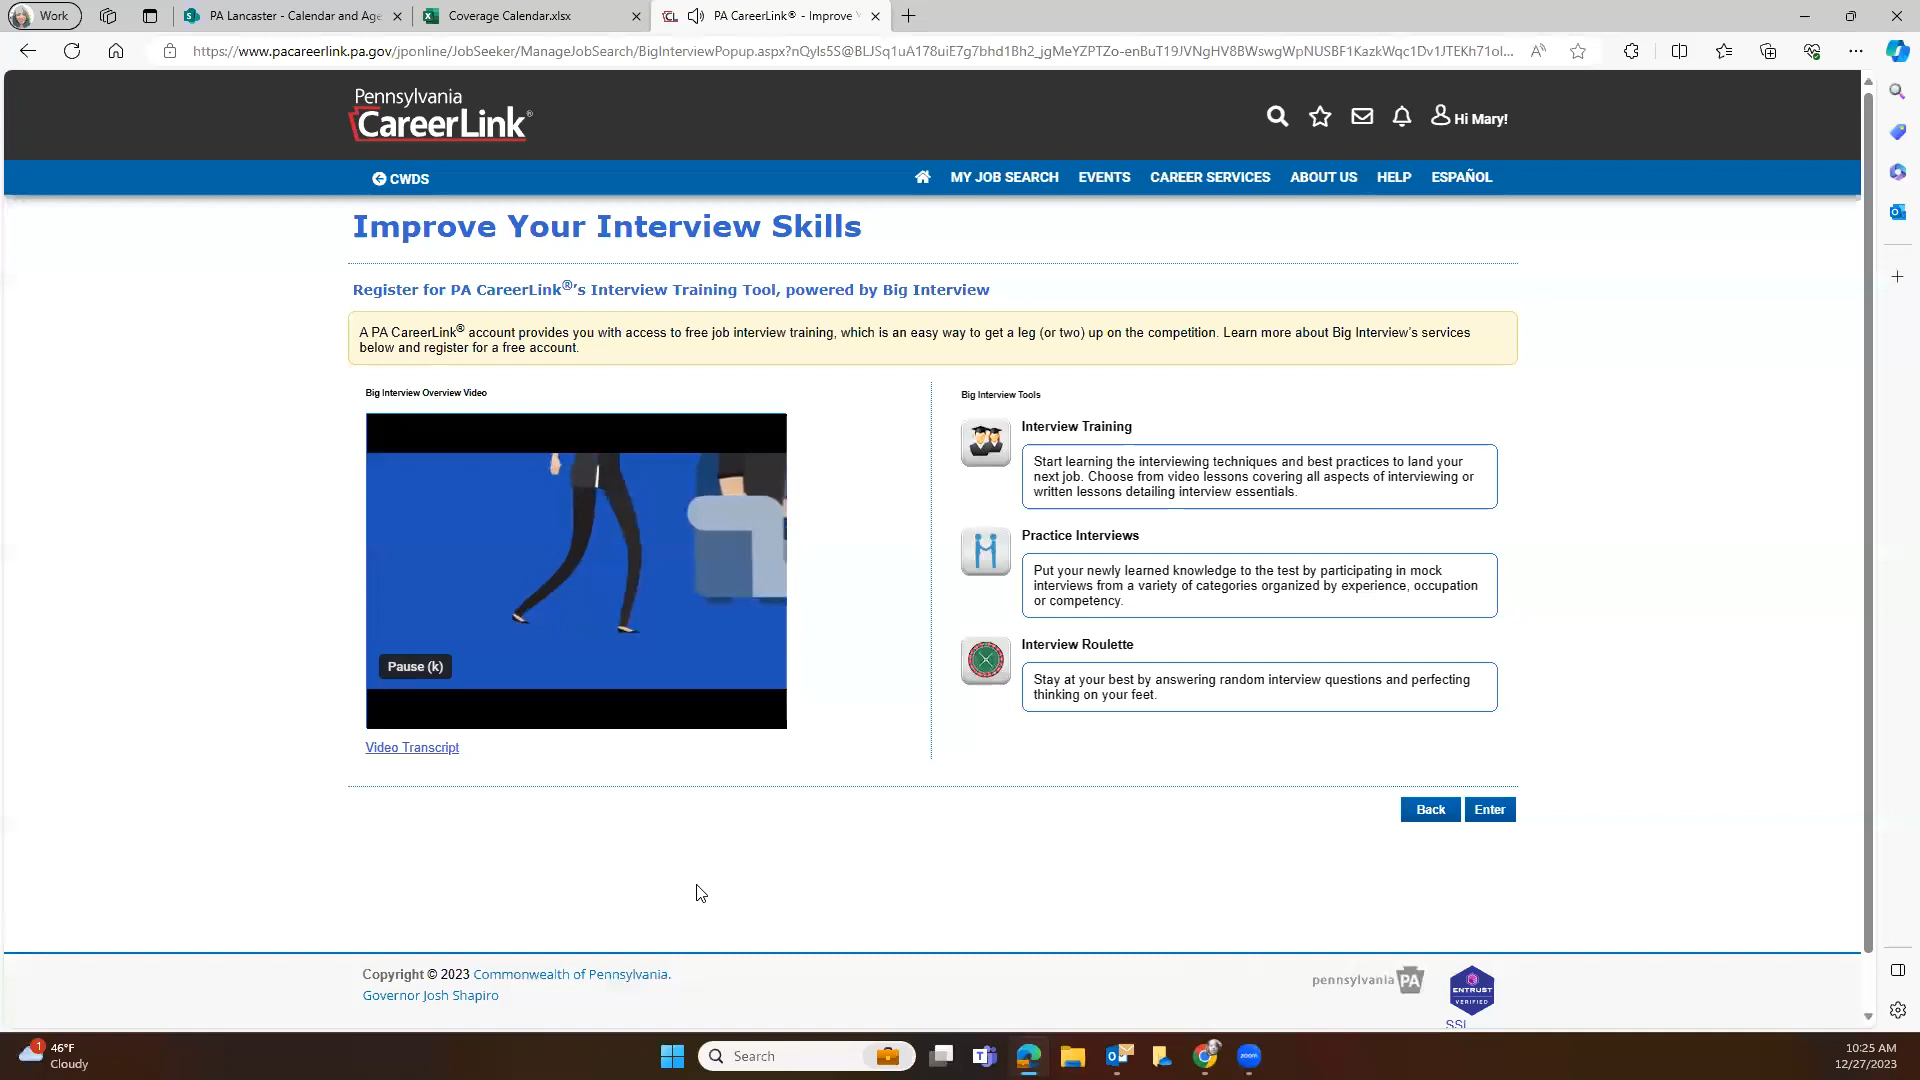 Work
PA Lancaster - Calendar and Age
Coverage Calendar.xlsx
PA CareerLink® - Improve
https://www.pacareerlink.pa.gov/jponline/JobSeeker/ManageJobSearch/BigInterviewPopup.aspx?nQyIs5S@BLJSq1uA178uiE7g7bhd1Bh2_jgMeYZPTZo-enBuT19JVNgHV8BWswgWpNUSBF1KazkWqc1Dv1JTEKh71oI...
Pennsylvania
CareerLink®
Hi Mary!
CWDS
MY JOB SEARCH EVENTS CAREER SERVICES ABOUT US HELP ESPAÑOL
Improve Your Interview Skills
Register for PA CareerLink®'s Interview Training Tool, powered by Big Interview
A PA CareerLink® account provides you with access to free job interview training, which is an easy way to get a leg (or two) up on the competition. Learn more about Big Interview's services
below and register for a free account.
Big Interview Overview Video
Pause (k)
Video Transcript
Big Interview Tools
Interview Training
Start learning the interviewing techniques and best practices to land your
next job. Choose from video lessons covering all aspects of interviewing or
written lessons detailing interview essentials.
Practice Interviews
Put your newly learned knowledge to the test by participating in mock
interviews from a variety of categories organized by experience, occupation
or competency.
Interview Roulette
Stay at your best by answering random interview questions and perfecting
thinking on your feet.
Back Enter
Copyright © 2023 Commonwealth of Pennsylvania.
Governor Josh Shapiro
pennsylvania PA
ENTRUST
VERIFIED
SSL
1
46°F
Cloudy
Search
zoom
10:25 AM
12/27/2023